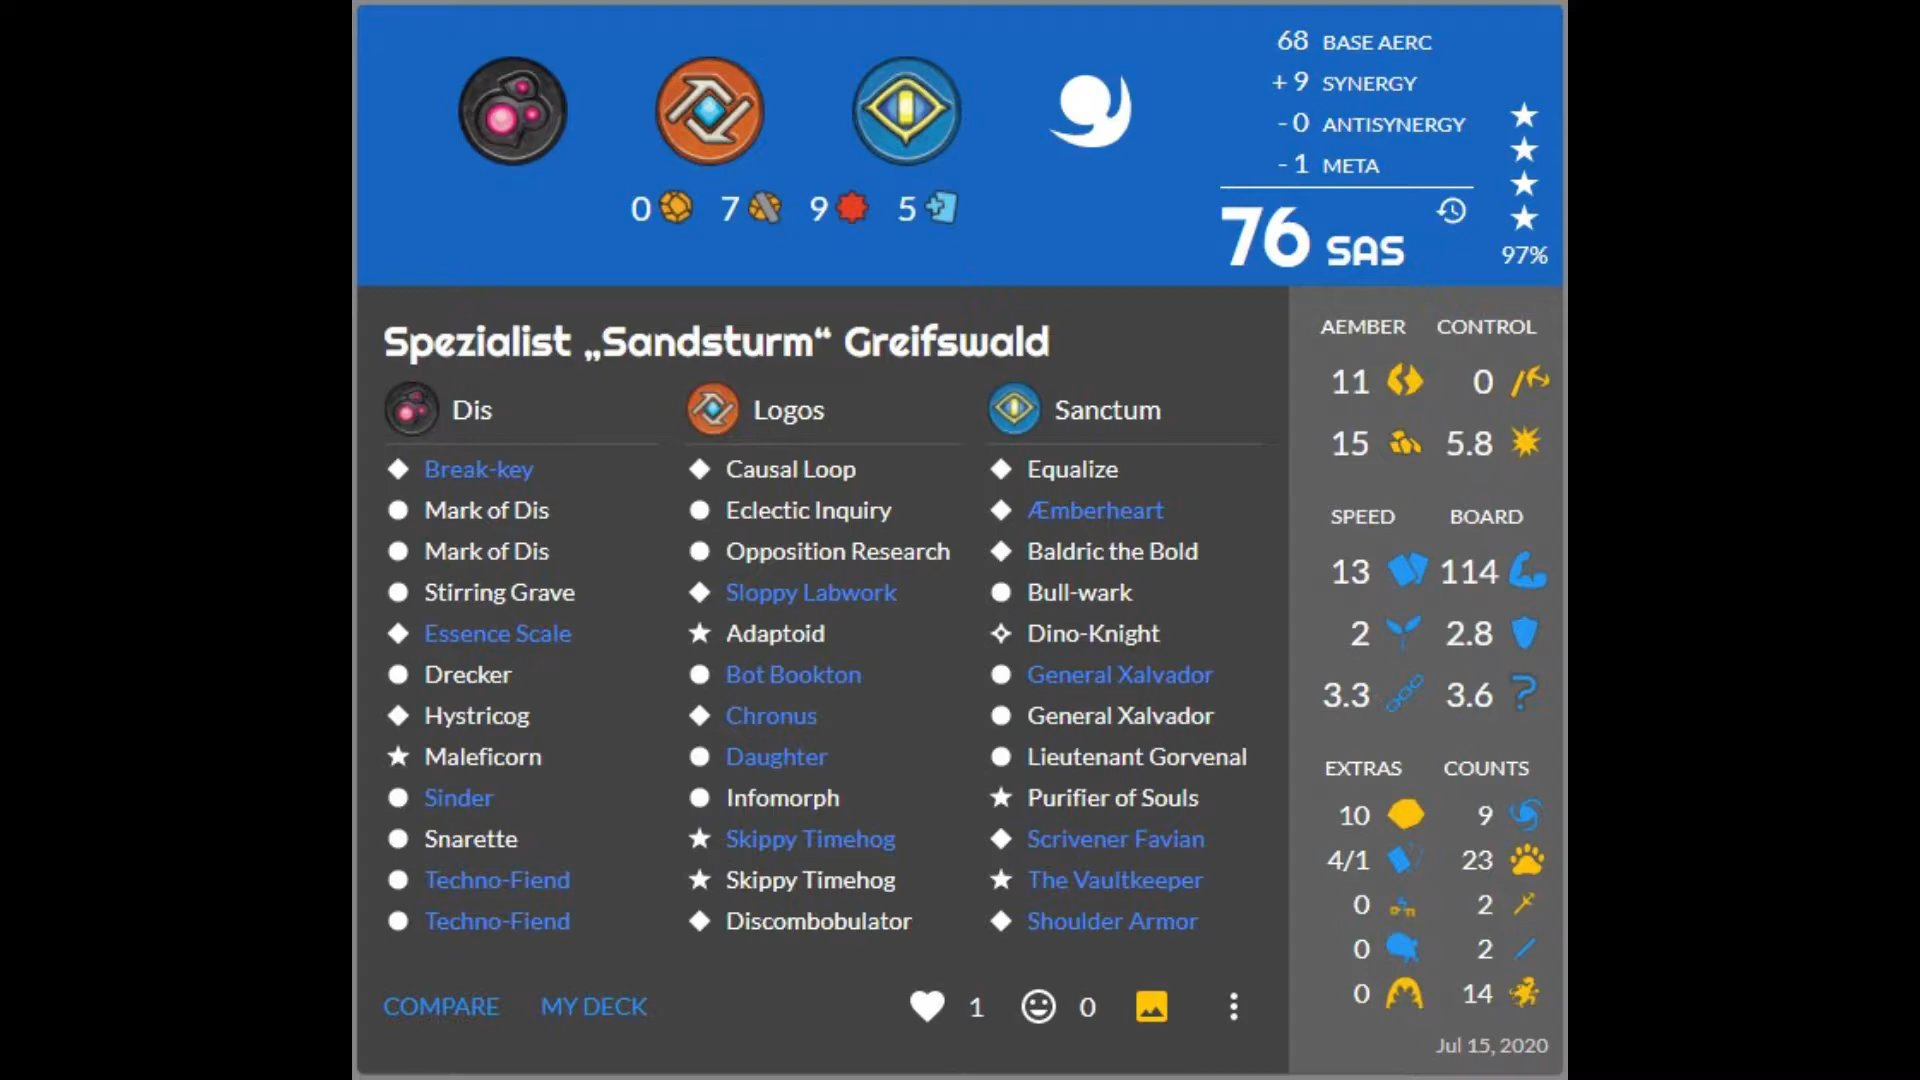 68 BASE AERC
+ 9 SYNERGY
- 0 ANTISYNERGY
- 1 META
76 SAS
97%
0 7 9 5
Spezialist „Sandsturm“ Greifswald
Dis
Break-key
Mark of Dis
Mark of Dis
Stirring Grave
Essence Scale
Drecker
Hystricog
Maleficorn
Sinder
Snarette
Techno-Fiend
Techno-Fiend
Logos
Causal Loop
Eclectic Inquiry
Opposition Research
Sloppy Labwork
Adaptoid
Bot Bookton
Chronus
Daughter
Infomorph
Skippy Timehog
Skippy Timehog
Discombobulator
Sanctum
Equalize
Æmberheart
Baldric the Bold
Bull-wark
Dino-Knight
General Xalvador
General Xalvador
Lieutenant Gorvenal
Purifier of Souls
Scrivener Favian
The Vaultkeeper
Shoulder Armor
COMPARE MY DECK 1 0
AEMBER CONTROL
11 0
15 5.8
SPEED BOARD
13 114
2 2.8
3.3 3.6
EXTRAS COUNTS
10 9
4/1 23
0 2
0 2
0 14
Jul 15, 2020